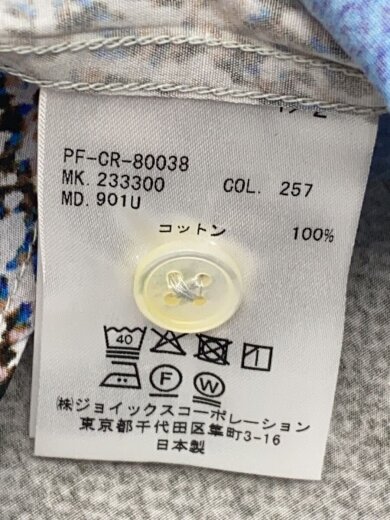 PF-CR-80038
MK. 233300 COL. 257
MD. 901U
コットン 100%
40
F W
㈱ジョイックスコーポレーション
東京都千代田区隼町3-16
日本製